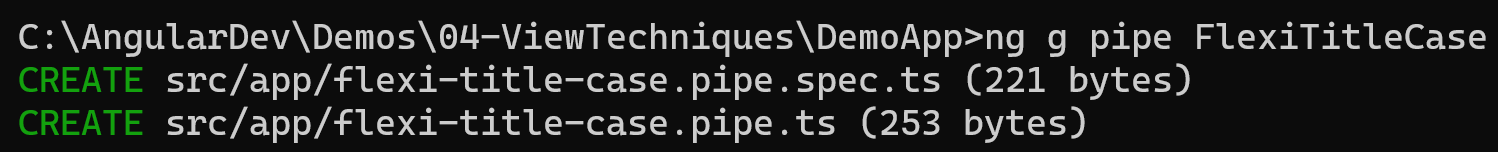 C:\AngularDev\Demos\04-ViewTechniques\DemoApp>ng g pipe FlexiTitleCase
CREATE src/app/flexi-title-case.pipe.spec.ts (221 bytes)
CREATE src/app/flexi-title-case.pipe.ts (253 bytes)